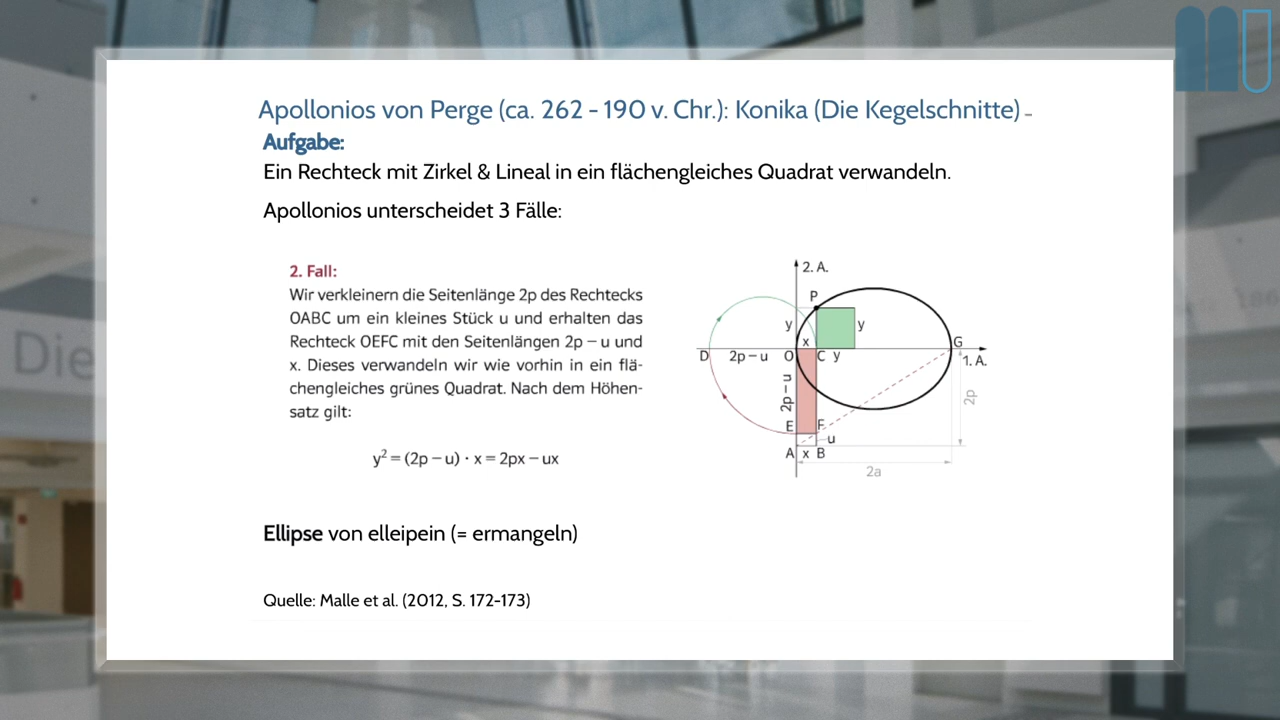 Apollonios von Perge (ca. 262 - 190 v. Chr.): Konika (Die Kegelschnitte) -
Aufgabe:
Ein Rechteck mit Zirkel & Lineal in ein flächengleiches Quadrat verwandeln.
Apollonios unterscheidet 3 Fälle:
2. Fall:
Wir verkleinern die Seitenlänge 2p des Rechtecks
OABC um ein kleines Stück u und erhalten das
Rechteck OEFC mit den Seitenlängen 2p – u und
x. Dieses verwandeln wir wie vorhin in ein flä-
chengleiches grünes Quadrat. Nach dem Höhen-
satz gilt:
y² = (2p – u) · x = 2px – ux
2. A.
P
y
y
x
G
D
2p – u
O
C
y
1. A.
2p – u
2p
E
F
u
A
x
B
2a
Ellipse von elleipein (= ermangeln)
Quelle: Malle et al. (2012, S. 172-173)
Die